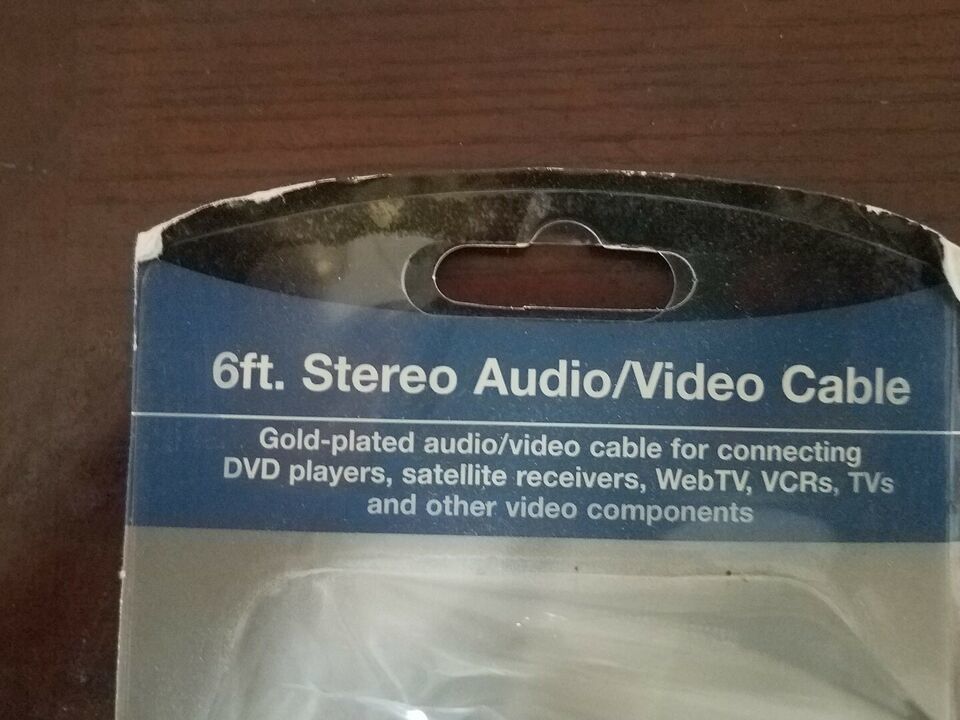 6ft. Stereo Audio/Video Cable
Gold-plated audio/video cable for connecting
DVD players, satellite receivers, WebTV, VCRs, TVs
and other video components